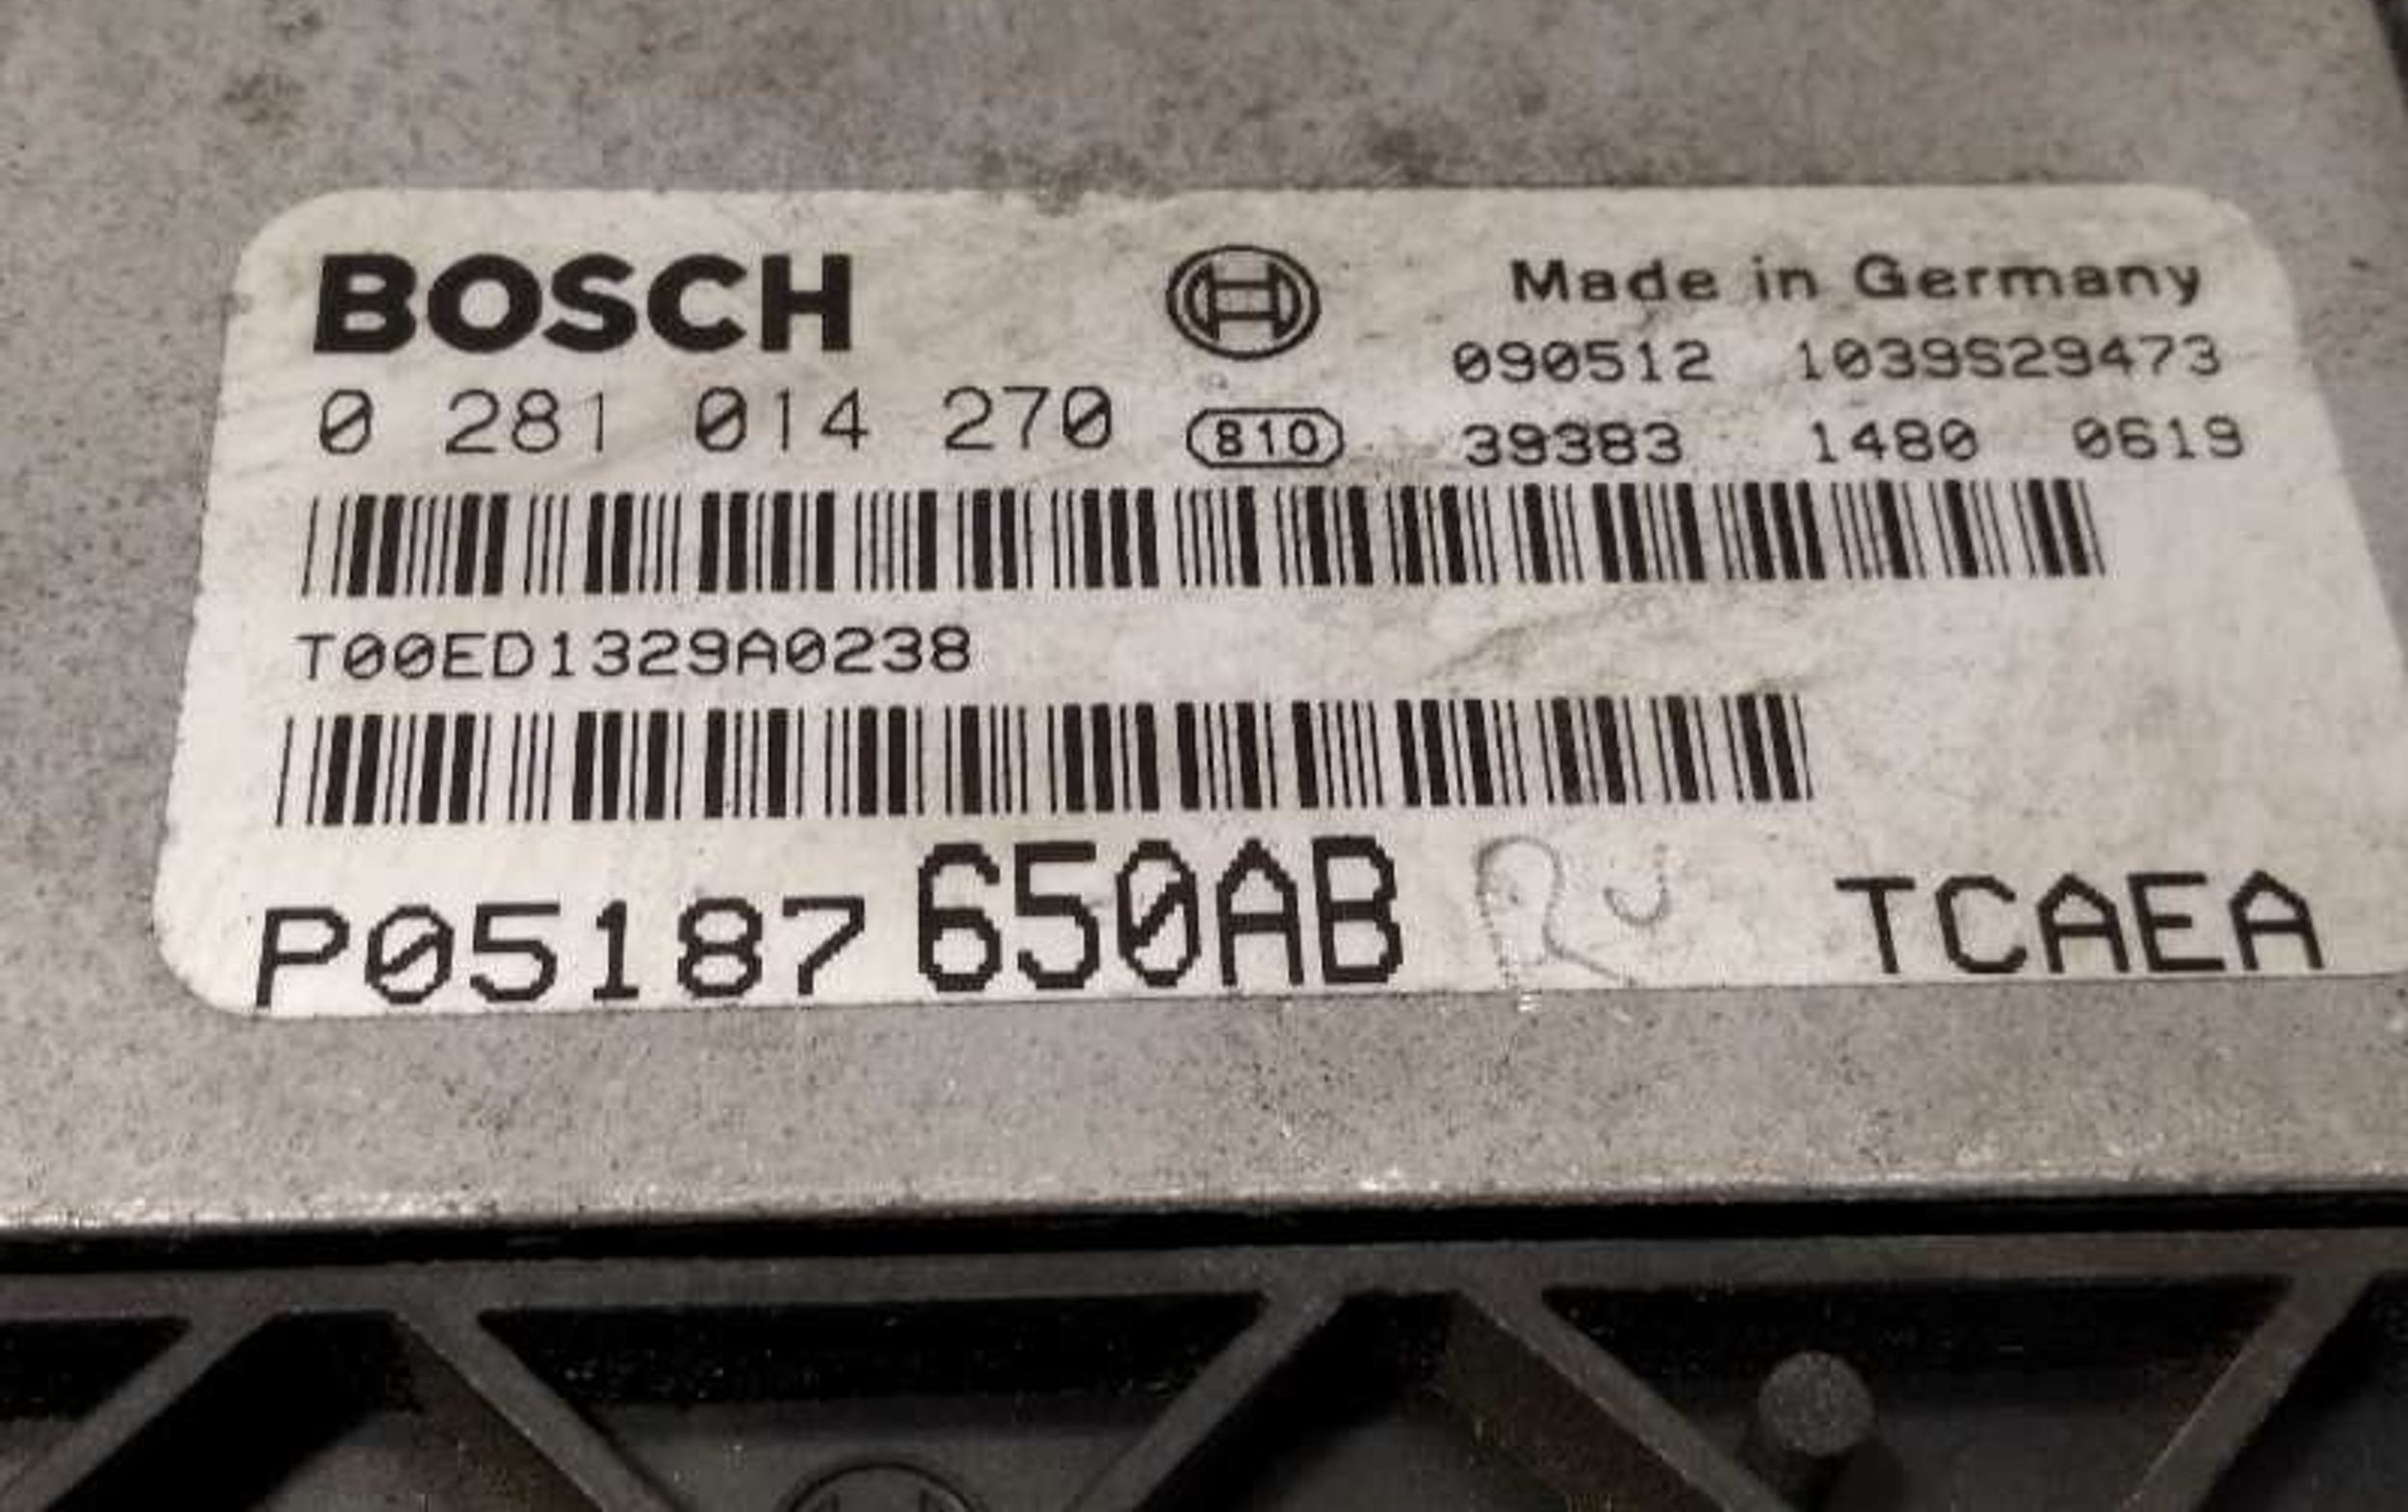 BOSCH
Made in Germany
090512 1039S29473
0 281 014 270 810 39383 1480 0619
T00ED1329A0238
P05187650AB TCAEA